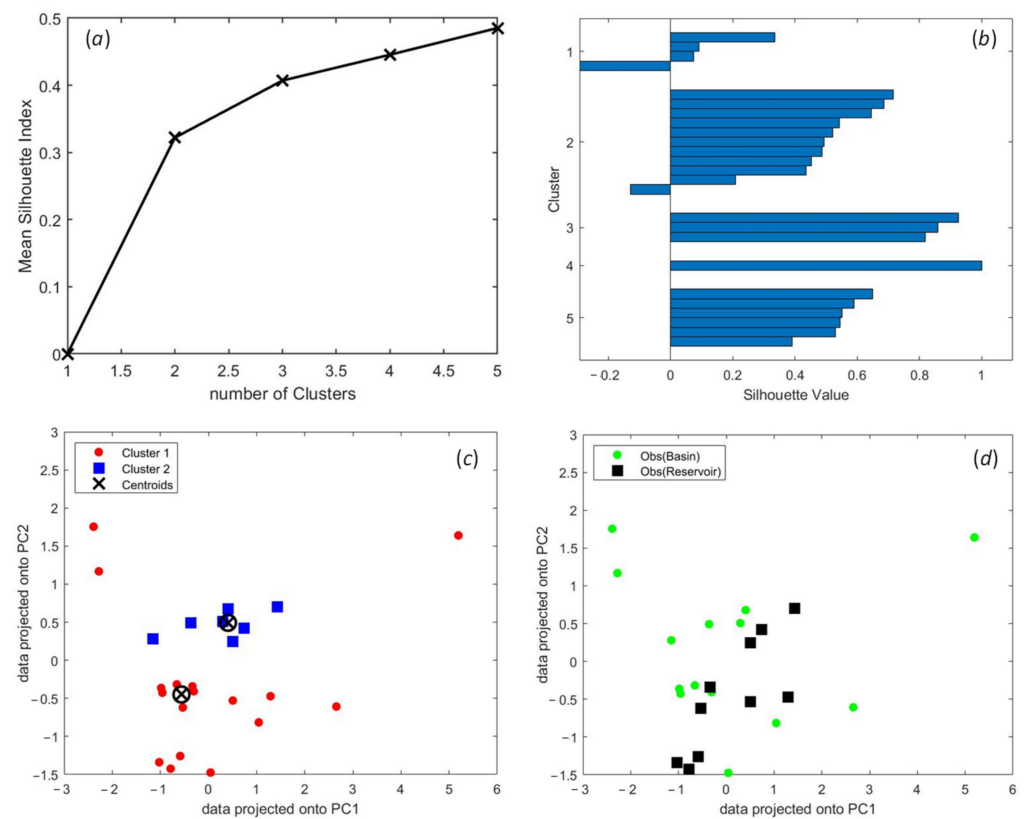 (a)
0.5
0.4
0.3
0.2
0.1
0
Mean Silhouette Index
1 1.5 2 2.5 3 3.5 4 4.5 5
number of Clusters
(b)
1
2
3
4
5
Cluster
−0.2 0 0.2 0.4 0.6 0.8 1
Silhouette Value
(c)
Cluster 1
Cluster 2
Centroids
3
2.5
2
1.5
1
0.5
0
−0.5
−1
−1.5
data projected onto PC2
−3 −2 −1 0 1 2 3 4 5 6
data projected onto PC1
(d)
Obs(Basin)
Obs(Reservoir)
3
2.5
2
1.5
1
0.5
0
−0.5
−1
−1.5
data projected onto PC2
−3 −2 −1 0 1 2 3 4 5 6
data projected onto PC1